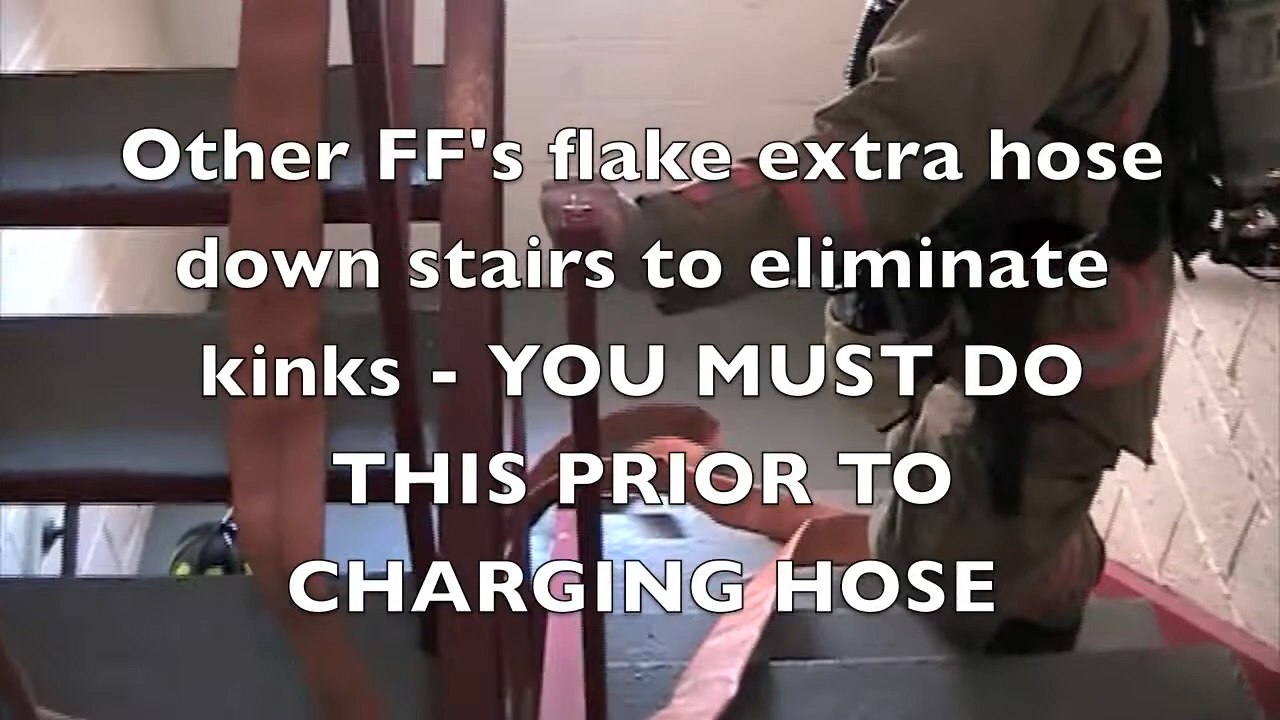 Other FF's flake extra hose
down stairs to eliminate
kinks - YOU MUST DO
THIS PRIOR TO
CHARGING HOSE